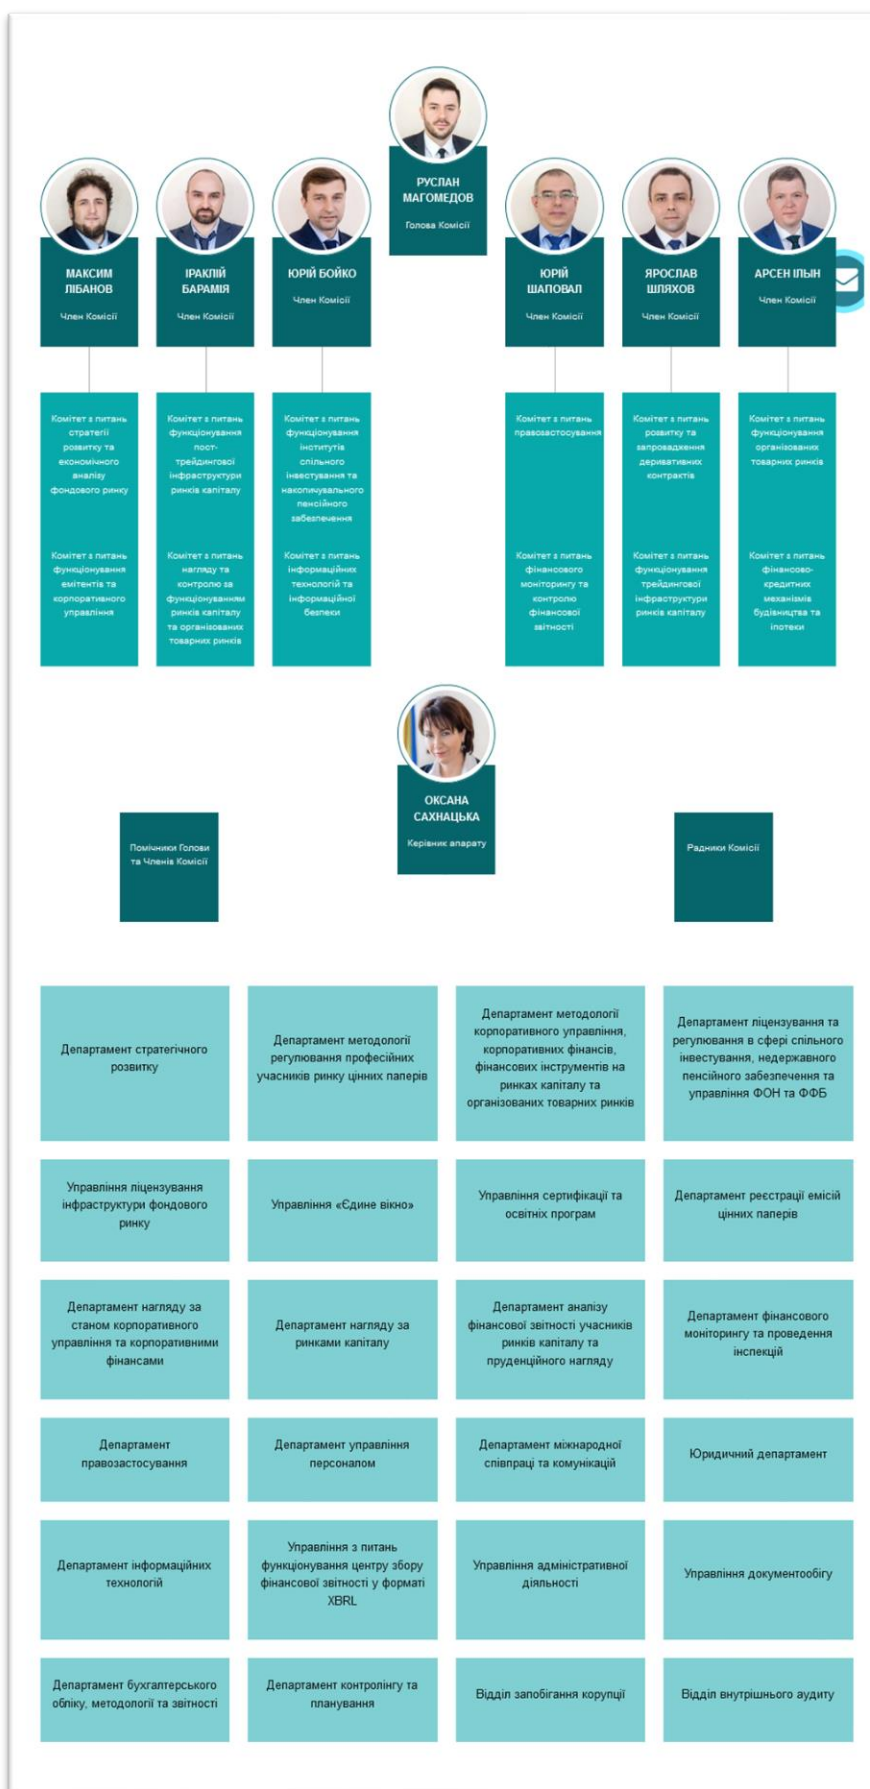 РУСЛАН
МАГОМЕДОВ
Голова Комісії
МАКСИМ
ЛІБАНОВ
Член Комісії
ІРАКЛІЙ
БАРАМІЯ
Член Комісії
ЮРІЙ БОЙКО
Член Комісії
ЮРІЙ
ШАПОВАЛ
Член Комісії
ЯРОСЛАВ
ШЛЯХОВ
Член Комісії
АРСЕН ІЛЬІН
Член Комісії
Комітет з питань
стратегії
розвитку та
економічного
аналізу
фондового ринку
Комітет з питань
функціонування
емітентів та
корпоративного
управління
Комітет з питань
функціонування
пост-
трейдингової
інфраструктури
ринків капіталу
Комітет з питань
нагляду та
контролю за
функціонуванням
ринків капіталу
та організованих
товарних ринків
Комітет з питань
функціонування
інститутів
спільного
інвестування та
накопичувального
пенсійного
забезпечення
Комітет з питань
інформаційних
технологій та
інформаційної
безпеки
Комітет з питань
правозастосування
Комітет з питань
фінансового
моніторингу та
контролю
фінансової
звітності
Комітет з питань
розвитку та
запровадження
деривативних
контрактів
Комітет з питань
функціонування
трейдингової
інфраструктури
ринків капіталу
Комітет з питань
функціонування
організованих
товарних ринків
Комітет з питань
фінансово-
кредитних
механізмів
будівництва та
іпотеки
ОКСАНА
САХНАЦЬКА
Керівник апарату
Помічники Голови
та Членів Комісії
Радники Комісії
Департамент стратегічного
розвитку
Департамент методології
регулювання професійних
учасників ринку цінних паперів
Департамент методології
корпоративного управління,
корпоративних фінансів,
фінансових інструментів на
ринках капіталу та
організованих товарних ринків
Департамент ліцензування та
регулювання в сфері спільного
інвестування, недержавного
пенсійного забезпечення та
управління ФОН та ФФБ
Управління ліцензування
інфраструктури фондового
ринку
Управління «Єдине вікно»
Управління сертифікації та
освітніх програм
Департамент реєстрації емісій
цінних паперів
Департамент нагляду за
станом корпоративного
управління та корпоративними
фінансами
Департамент нагляду за
ринками капіталу
Департамент аналізу
фінансової звітності учасників
ринків капіталу та
пруденційного нагляду
Департамент фінансового
моніторингу та проведення
інспекцій
Департамент
правозастосування
Департамент управління
персоналом
Департамент міжнародної
співпраці та комунікацій
Юридичний департамент
Департамент інформаційних
технологій
Управління з питань
функціонування центру збору
фінансової звітності у форматі
XBRL
Управління адміністративної
діяльності
Управління документообігу
Департамент бухгалтерського
обліку, методології та звітності
Департамент контролінгу та
планування
Відділ запобігання корупції
Відділ внутрішнього аудиту